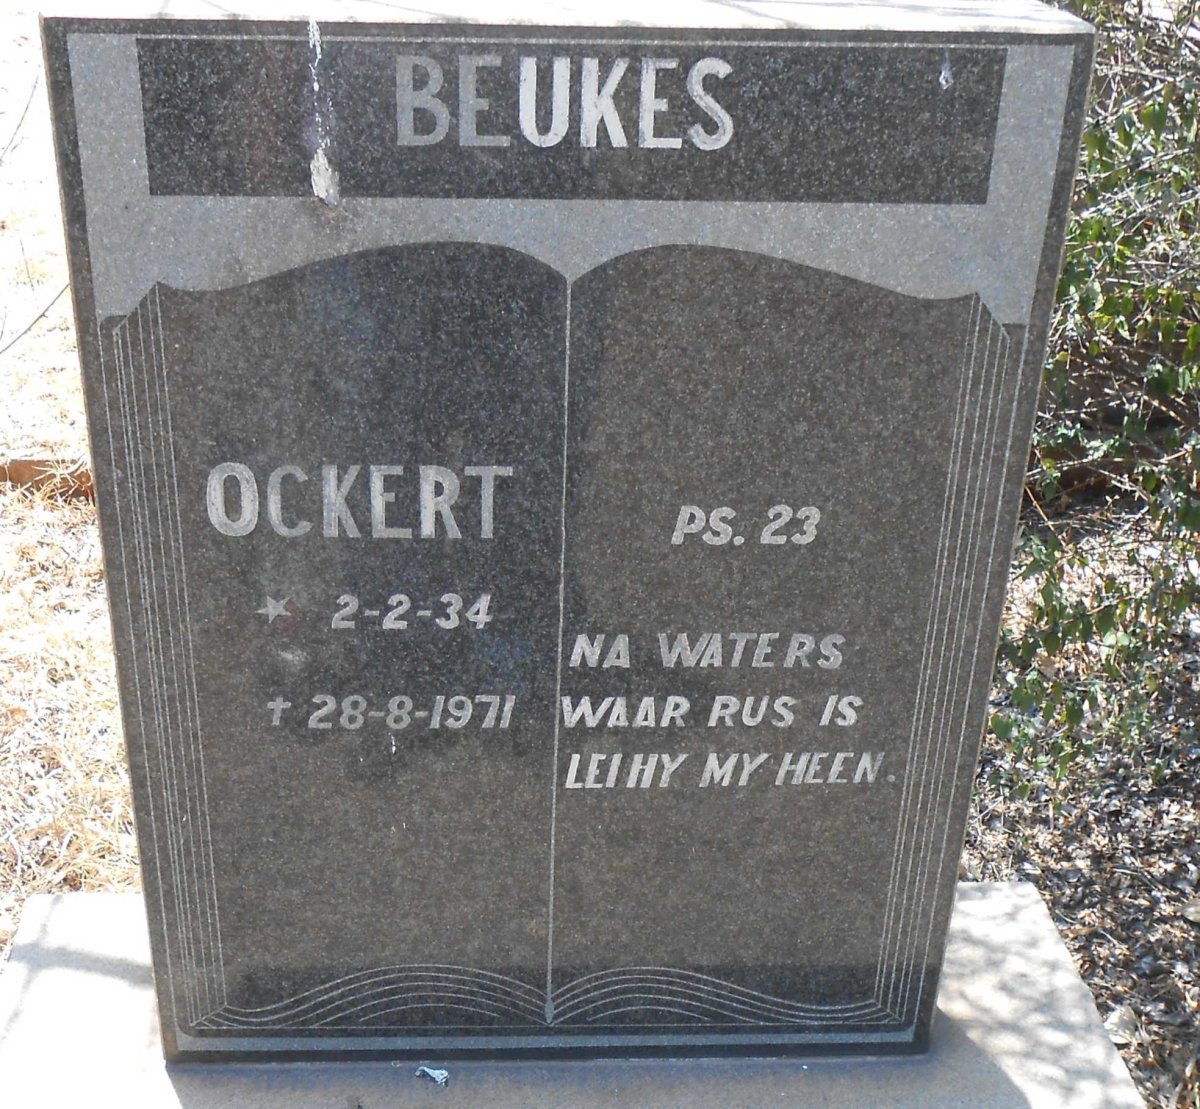 BEUKES
OCKERT
★ 2-2-34
† 28-8-1971
PS. 23
NA WATERS
WAAR RUS IS
LEI HY MY HEEN.